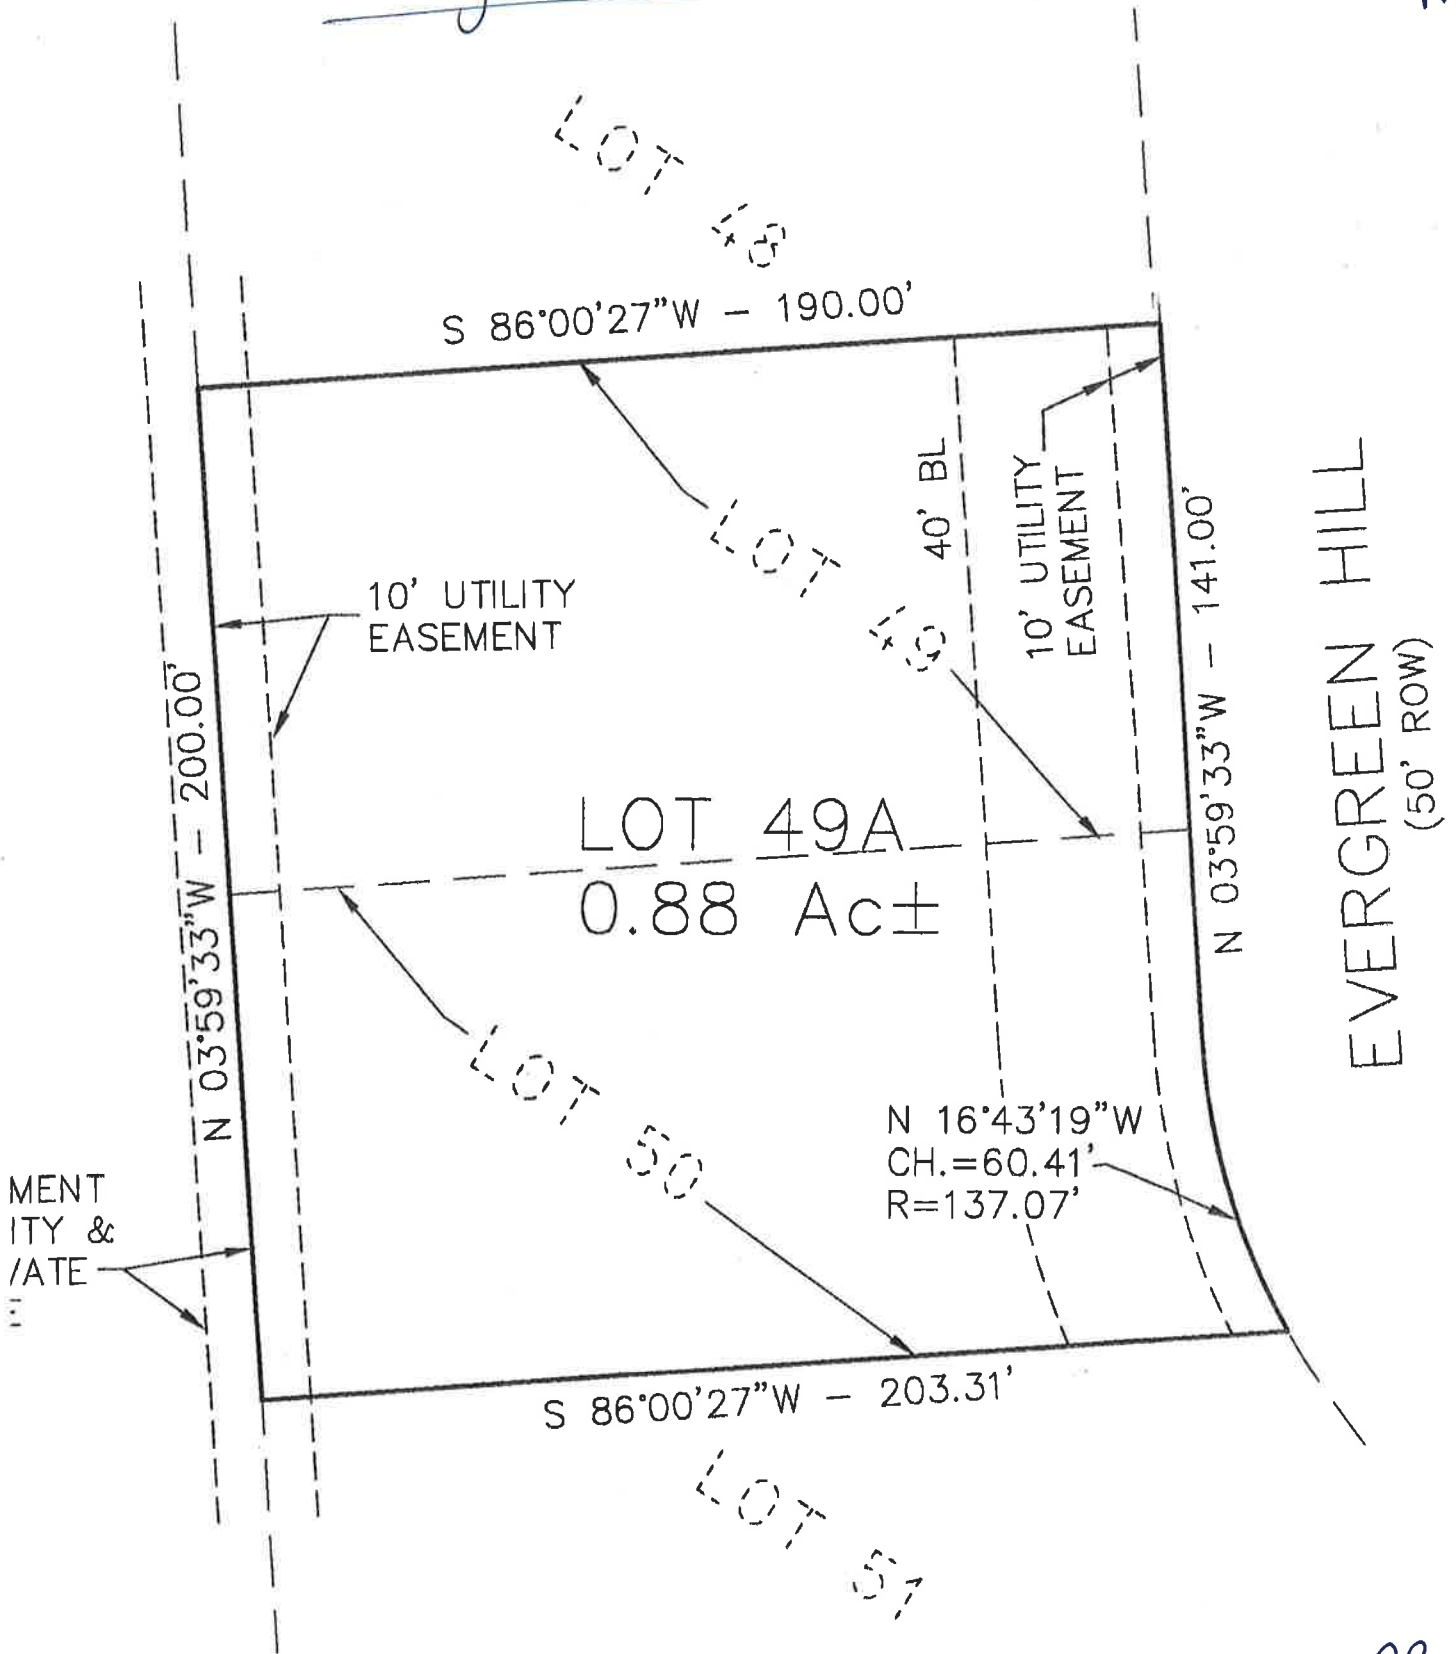 LOT 48
S 86°00'27"W - 190.00'
LOT 49
40' BL
10' UTILITY
EASEMENT
10' UTILITY
EASEMENT
N 03°59'33"W - 200.00'
N 03°59'33"W - 141.00'
EVERGREEN HILL
(50' ROW)
LOT 49A
0.88 Ac±
LOT 50
N 16°43'19"W
CH.=60.41'
R=137.07'
MENT
ITY &
/ATE
S 86°00'27"W - 203.31'
LOT 51